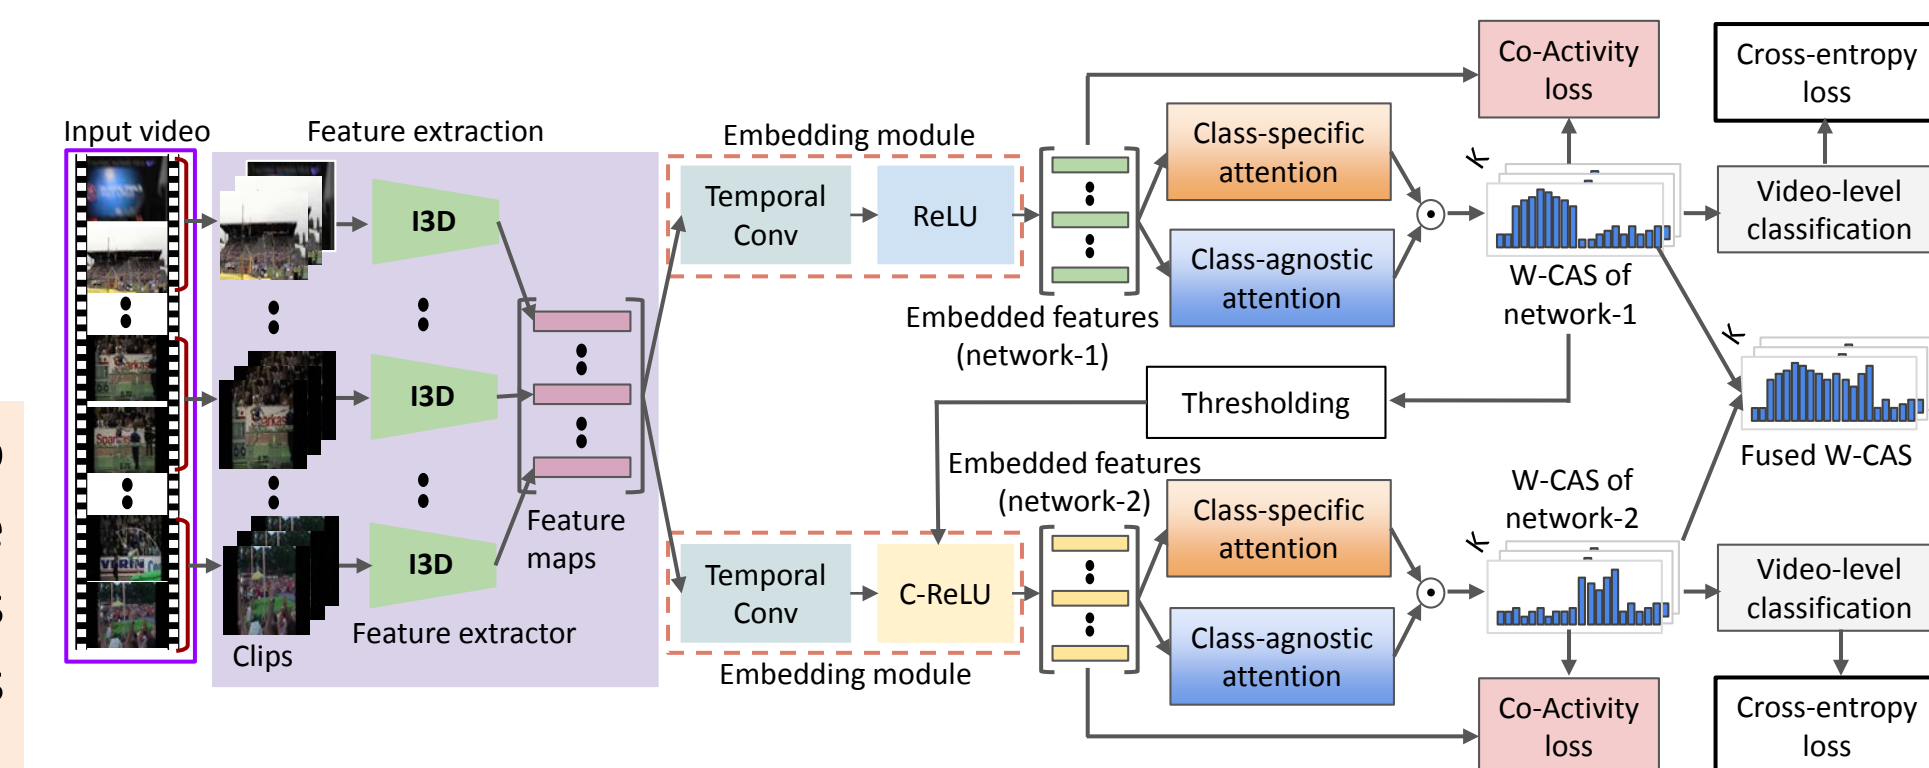 Input video
Feature extraction
I3D
I3D
I3D
Feature
maps
Feature extractor
Clips
Embedding module
Temporal
Conv
ReLU
Embedded features
(network-1)
Class-specific
attention
Class-agnostic
attention
Co-Activity
loss
K
W-CAS of
network-1
Cross-entropy
loss
Video-level
classification
Thresholding
K
Fused W-CAS
Temporal
Conv
C-ReLU
Embedding module
Embedded features
(network-2)
Class-specific
attention
Class-agnostic
attention
W-CAS of
network-2
K
Co-Activity
loss
Video-level
classification
Cross-entropy
loss